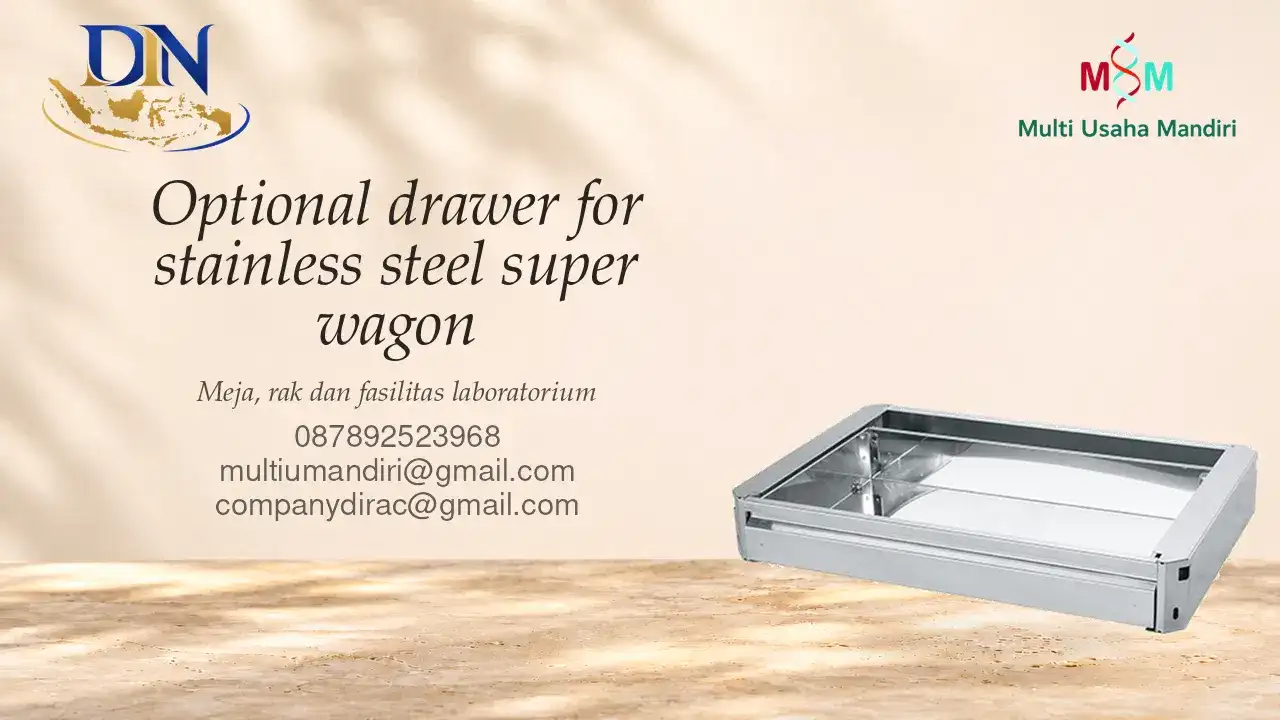 DIN
MSM
Multi Usaha Mandiri
Optional drawer for
stainless steel super
wagon
Meja, rak dan fasilitas laboratorium
087892523968
multiumandiri@gmail.com
companydirac@gmail.com